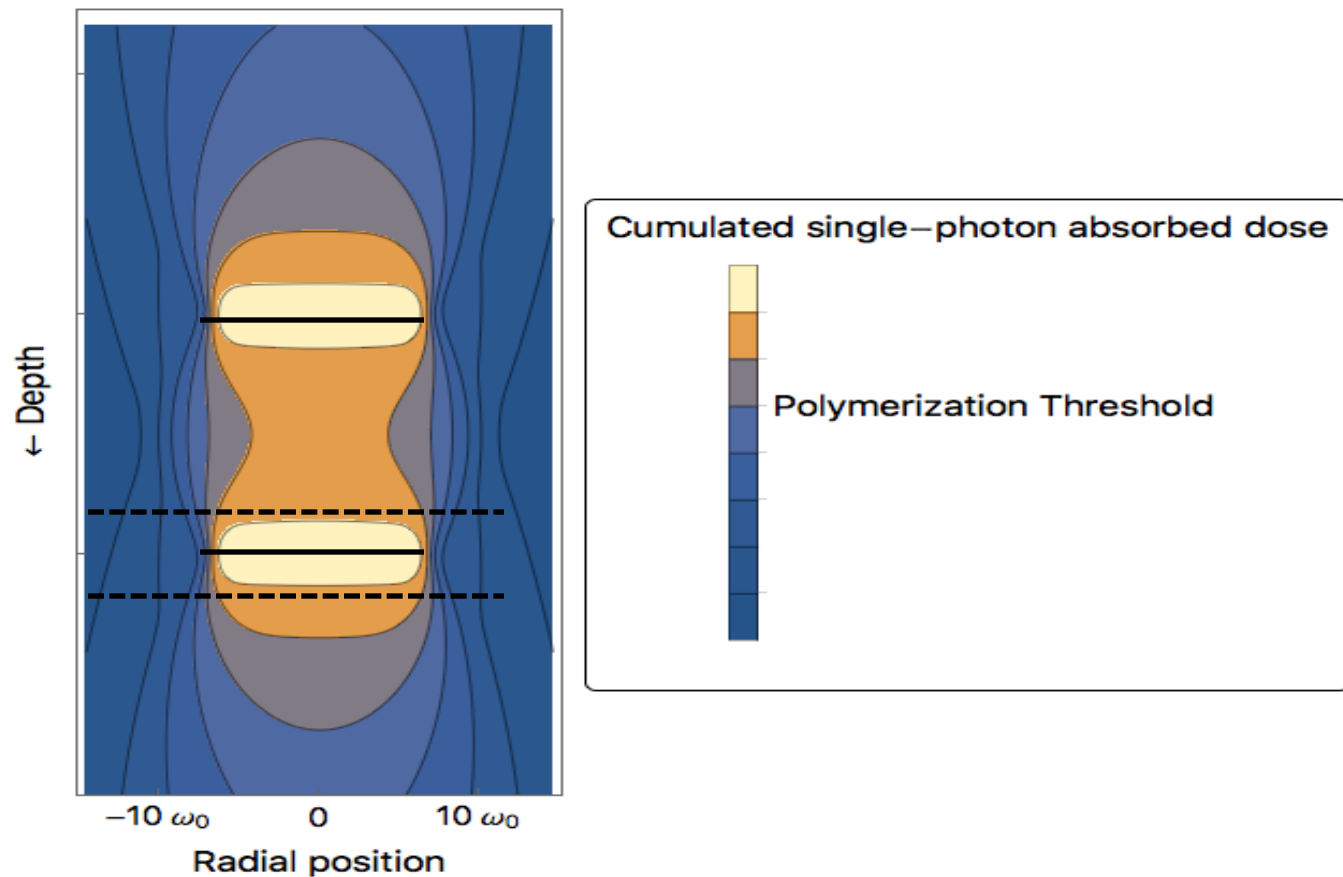 Cumulated single−photon absorbed dose
Polymerization Threshold
← Depth
−10 ω₀ 0 10 ω₀
Radial position